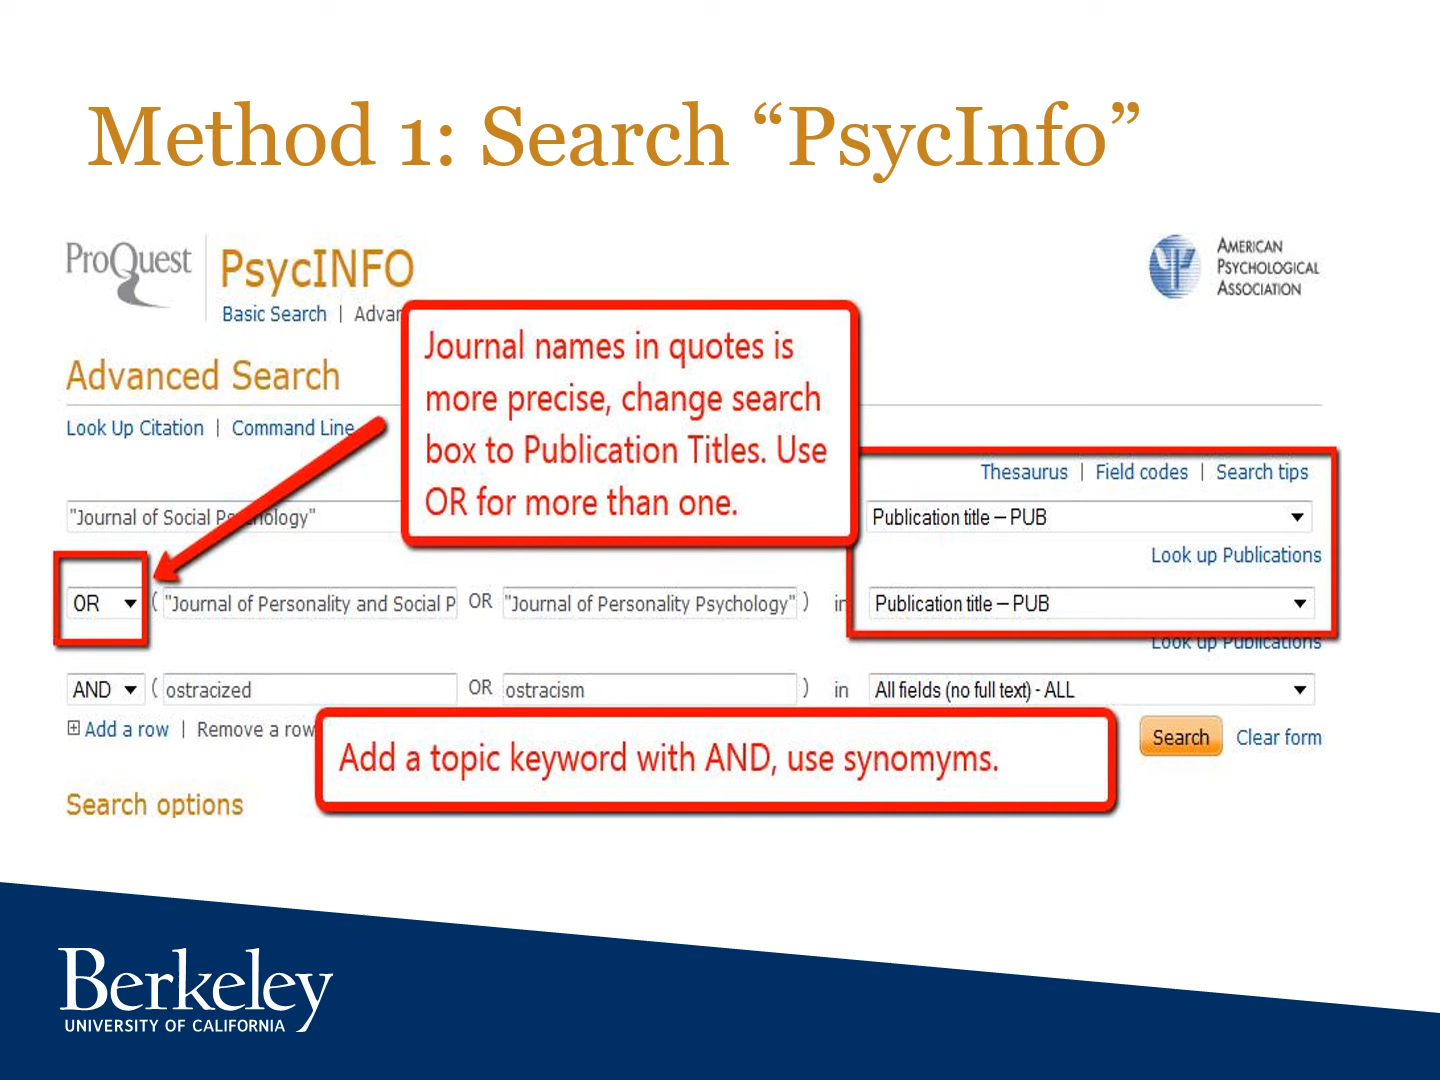 Method 1: Search “PsycInfo”
ProQuest
PsycINFO
AMERICAN
PSYCHOLOGICAL
ASSOCIATION
Basic Search |
Journal names in quotes is
more precise, change search
box to Publication Titles. Use
OR for more than one.
Advanced Search
Look Up Citation | Command Line
Thesaurus | Field codes | Search tips
"Journal of Social Psychology"
Publication title – PUB
Look up Publications
OR ( "Journal of Personality and Social P OR "Journal of Personality Psychology" ) in Publication title – PUB
Look up Publications
AND ( ostracized OR ostracism ) in All fields (no full text) - ALL
Add a row | Remove a row
Search Clear form
Add a topic keyword with AND, use synomyms.
Search options
Berkeley
UNIVERSITY OF CALIFORNIA